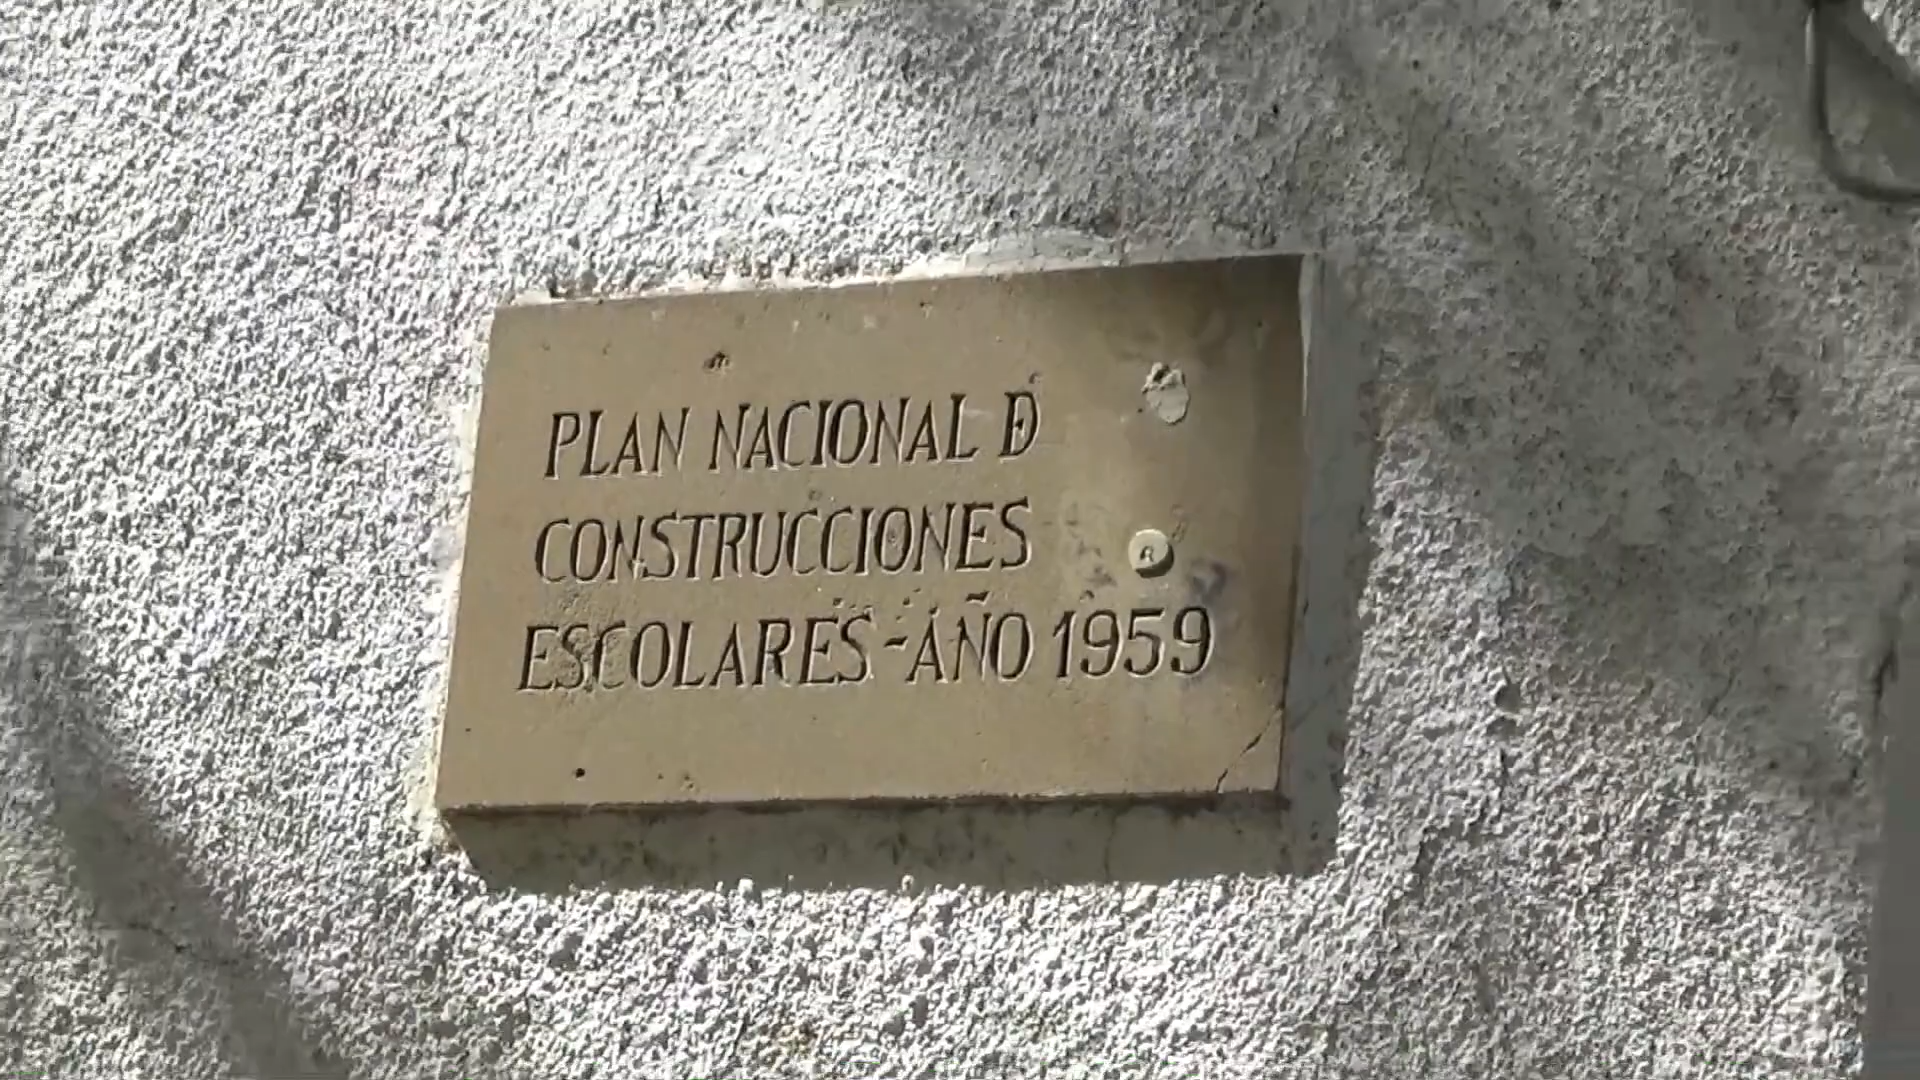 PLAN NACIONAL D
CONSTRUCCIONES
ESCOLARES - AÑO 1959